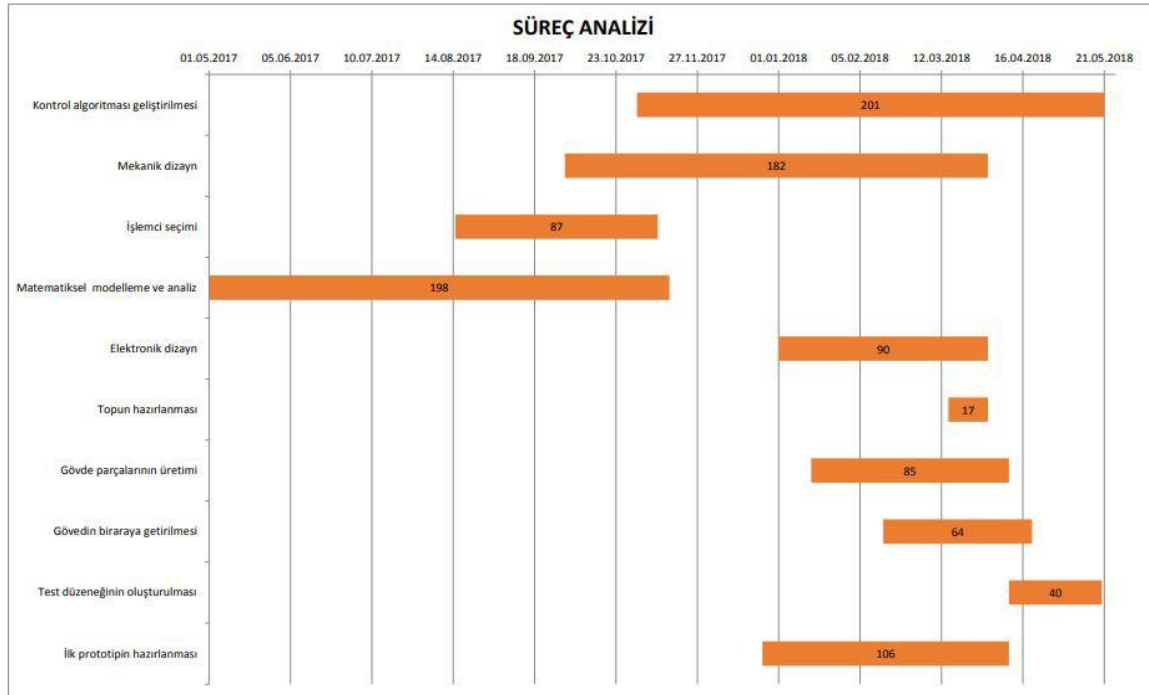 SÜREÇ ANALİZİ
01.05.2017 05.06.2017 10.07.2017 14.08.2017 18.09.2017 23.10.2017 27.11.2017 01.01.2018 05.02.2018 12.03.2018 16.04.2018 21.05.2018
Kontrol algoritması geliştirilmesi 201
Mekanik dizayn 182
İşlemci seçimi 87
Matematiksel modelleme ve analiz 198
Elektronik dizayn 90
Topun hazırlanması 17
Gövde parçalarının üretimi 85
Gövedin biraraya getirilmesi 64
Test düzeneğinin oluşturulması 40
İlk prototipin hazırlanması 106